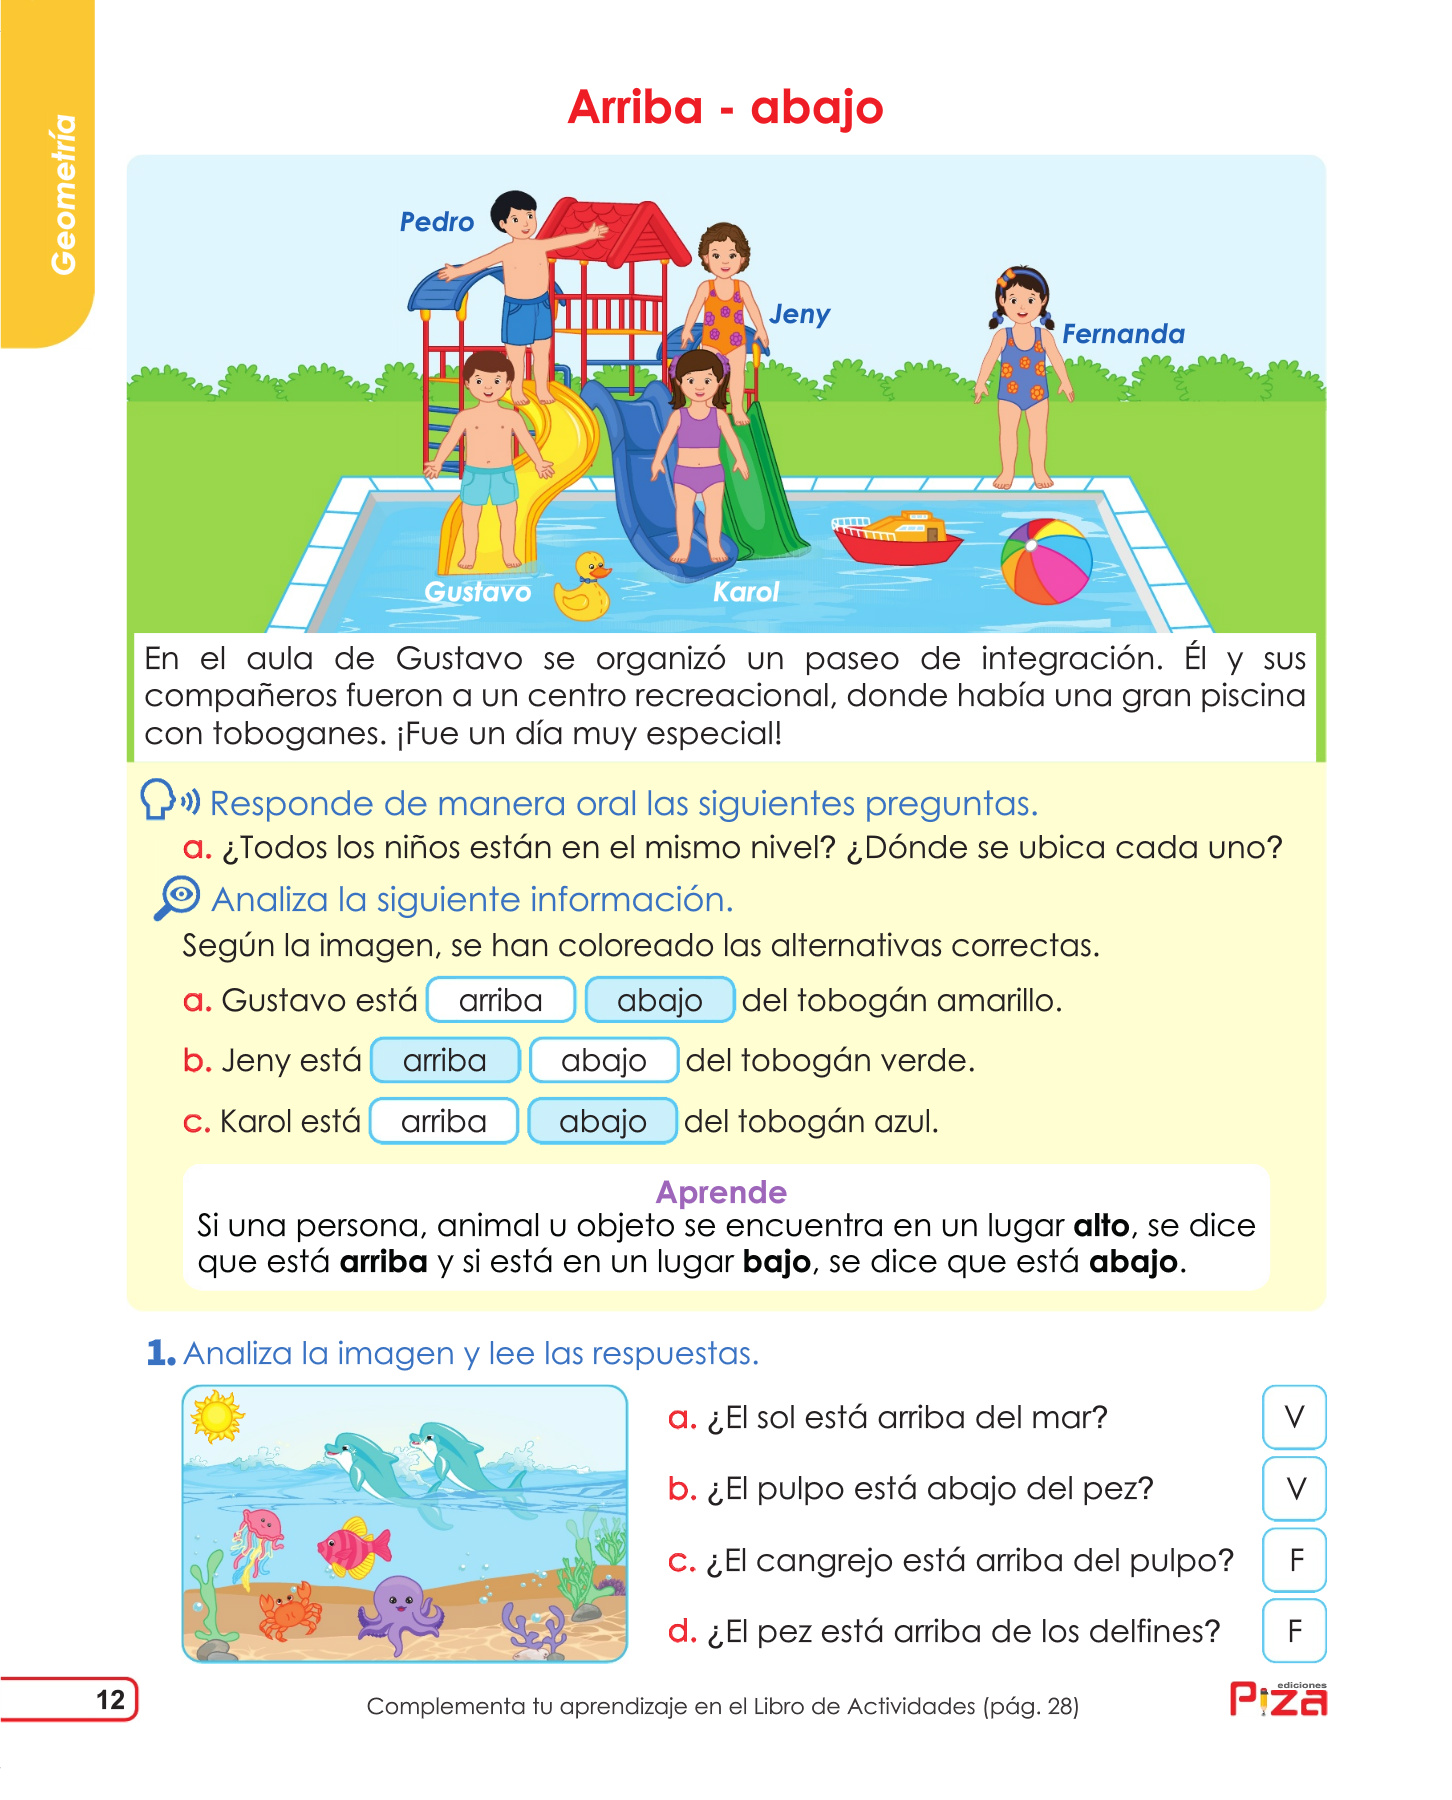 Geometría
Arriba - abajo
Pedro
Jeny
Fernanda
Gustavo
Karol
En el aula de Gustavo se organizó un paseo de integración. Él y sus
compañeros fueron a un centro recreacional, donde había una gran piscina
con toboganes. ¡Fue un día muy especial!
Responde de manera oral las siguientes preguntas.
a. ¿Todos los niños están en el mismo nivel? ¿Dónde se ubica cada uno?
Analiza la siguiente información.
Según la imagen, se han coloreado las alternativas correctas.
a. Gustavo está arriba abajo del tobogán amarillo.
b. Jeny está arriba abajo del tobogán verde.
c. Karol está arriba abajo del tobogán azul.
Aprende
Si una persona, animal u objeto se encuentra en un lugar alto, se dice
que está arriba y si está en un lugar bajo, se dice que está abajo.
1. Analiza la imagen y lee las respuestas.
a. ¿El sol está arriba del mar? V
b. ¿El pulpo está abajo del pez? V
c. ¿El cangrejo está arriba del pulpo? F
d. ¿El pez está arriba de los delfines? F
12
Complementa tu aprendizaje en el Libro de Actividades (pág. 28)
ediciones
Piza